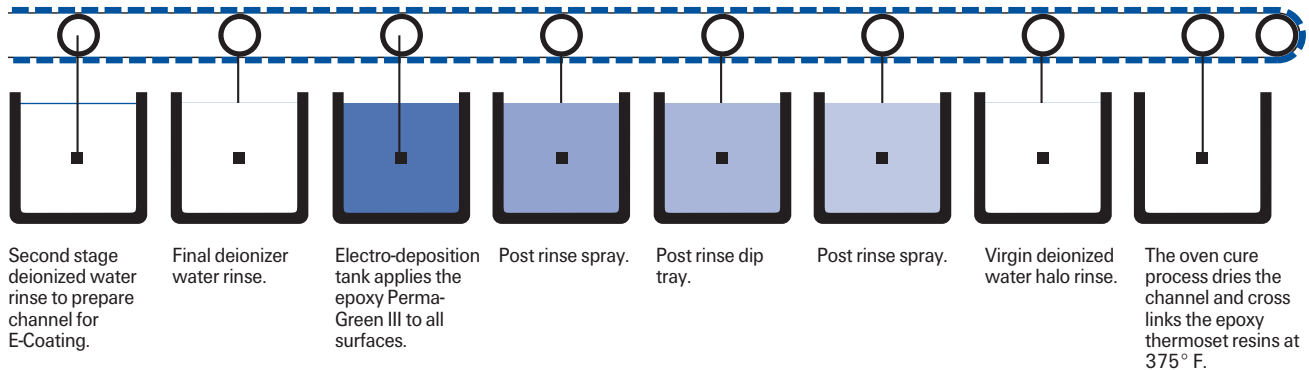 Second stage
deionized water
rinse to prepare
channel for
E-Coating.
Final deionizer
water rinse.
Electro-deposition
tank applies the
epoxy Perma-
Green III to all
surfaces.
Post rinse spray.
Post rinse dip
tray.
Post rinse spray.
Virgin deionized
water halo rinse.
The oven cure
process dries the
channel and cross
links the epoxy
thermoset resins at
375° F.